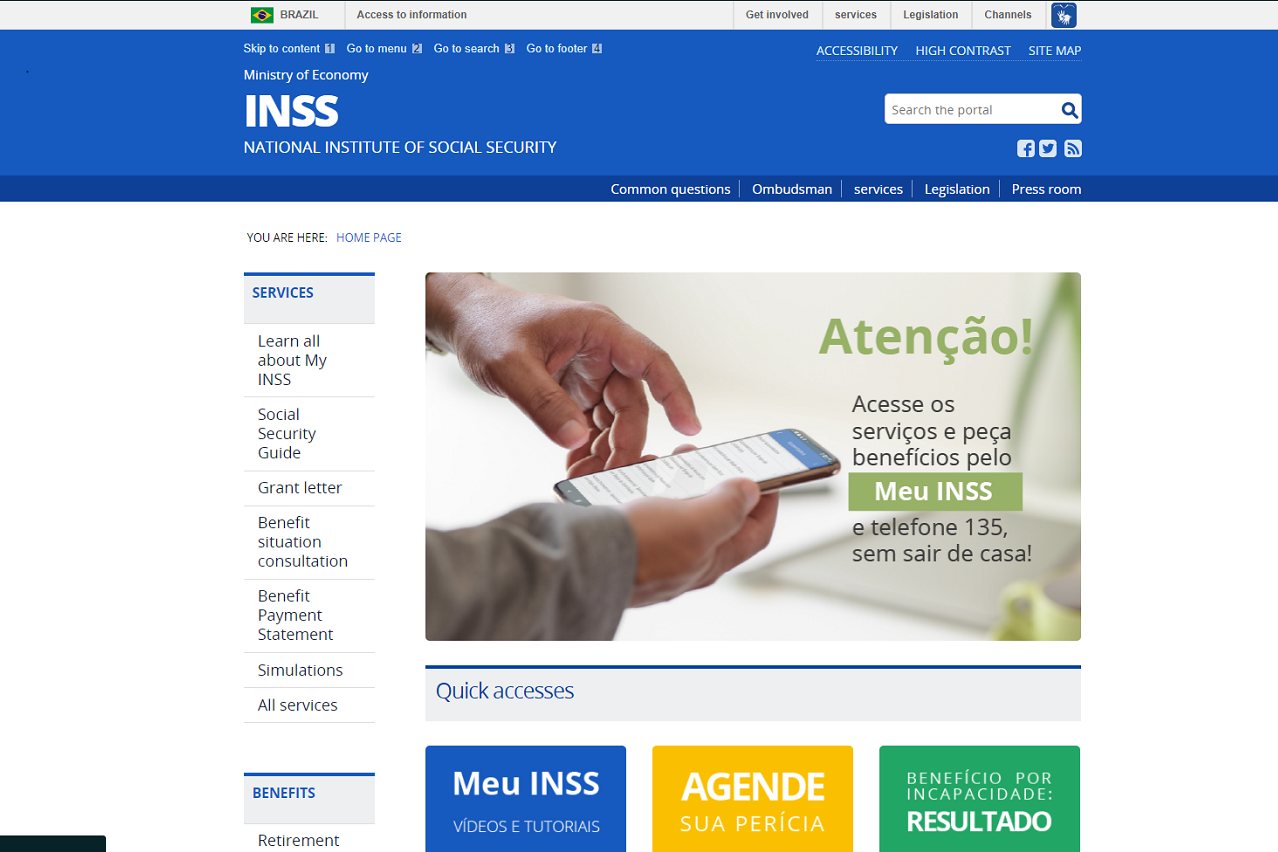 BRAZIL
Access to information
Get involved
services
Legislation
Channels
Skip to content 1
Go to menu 2
Go to search 3
Go to footer 4
ACCESSIBILITY
HIGH CONTRAST
SITE MAP
Ministry of Economy
INSS
NATIONAL INSTITUTE OF SOCIAL SECURITY
Search the portal
Common questions
Ombudsman
services
Legislation
Press room
YOU ARE HERE: HOME PAGE
SERVICES
Learn all
about My
INSS
Social
Security
Guide
Grant letter
Benefit
situation
consultation
Benefit
Payment
Statement
Simulations
All services
BENEFITS
Retirement
Atenção!
Acesse os
serviços e peça
benefícios pelo
Meu INSS
e telefone 135,
sem sair de casa!
Quick accesses
Meu INSS
VÍDEOS E TUTORIAIS
AGENDE
SUA PERÍCIA
BENEFÍCIO POR
INCAPACIDADE:
RESULTADO